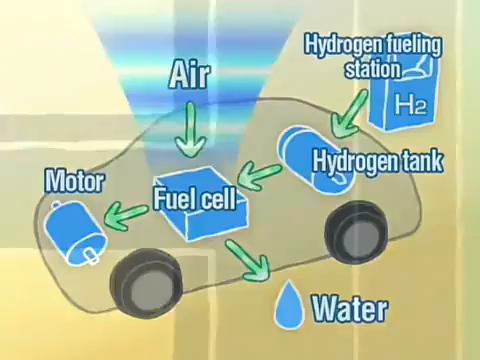 Hydrogen fueling
station
Air
H2
Hydrogen tank
Motor
Fuel cell
Water